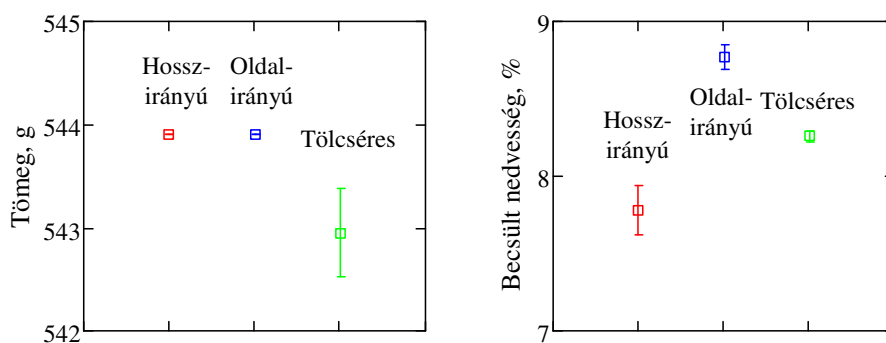 545
544
543
542
Tömeg, g
Hossz-
irányú
Oldal-
irányú
Tölcséres
9
8
7
Becsült nedvesség, %
Hossz-
irányú
Oldal-
irányú
Tölcséres